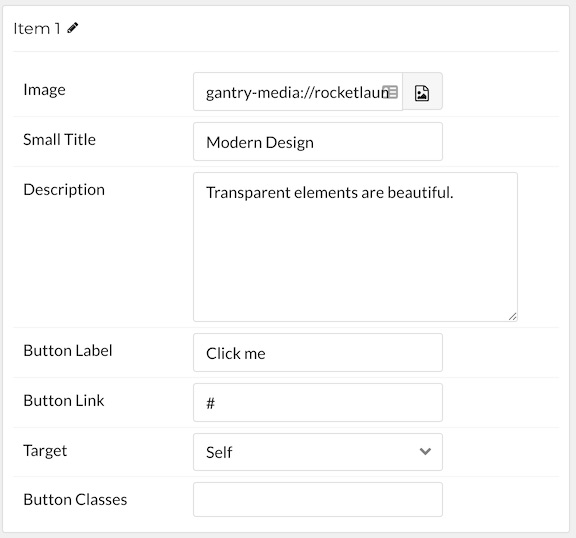 Item 1
Image
gantry-media://rocketlaun
Small Title
Modern Design
Description
Transparent elements are beautiful.
Button Label
Click me
Button Link
#
Target
Self
Button Classes